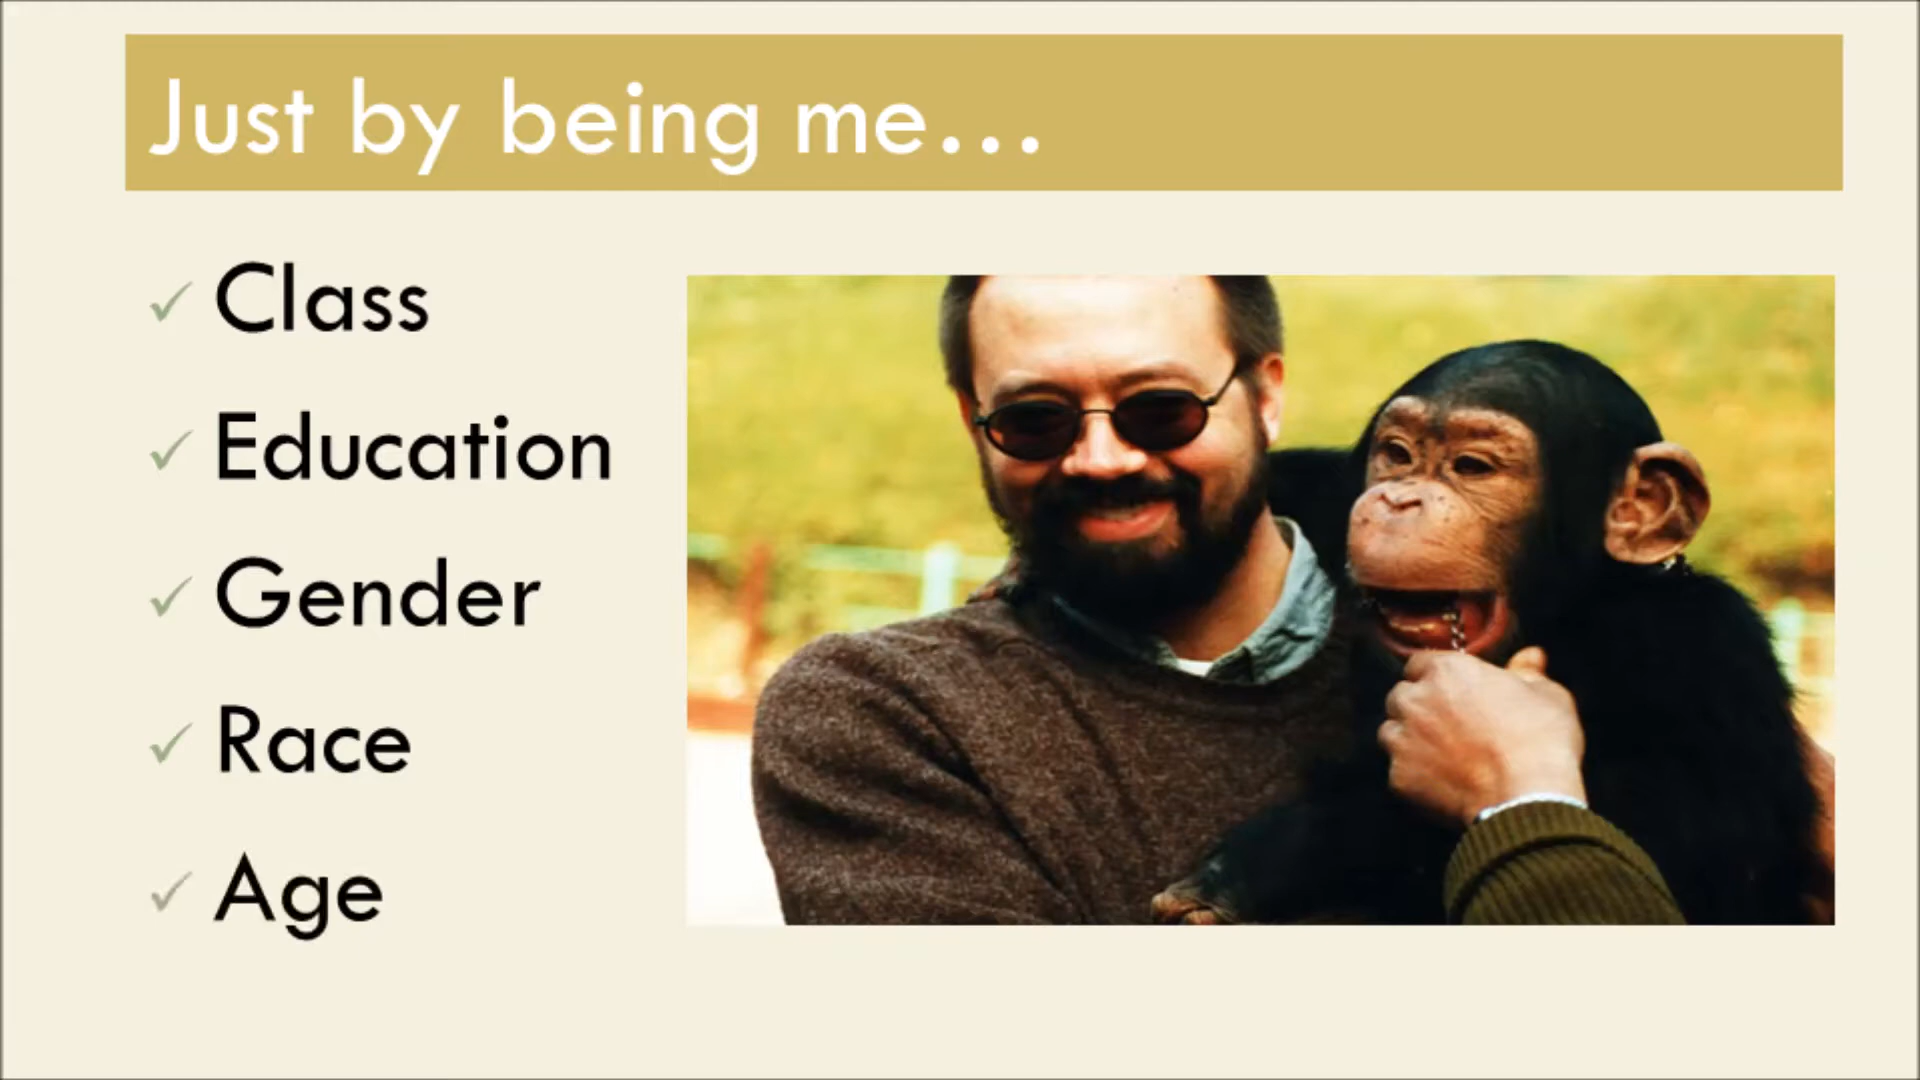 Just by being me...
Class
Education
Gender
Race
Age